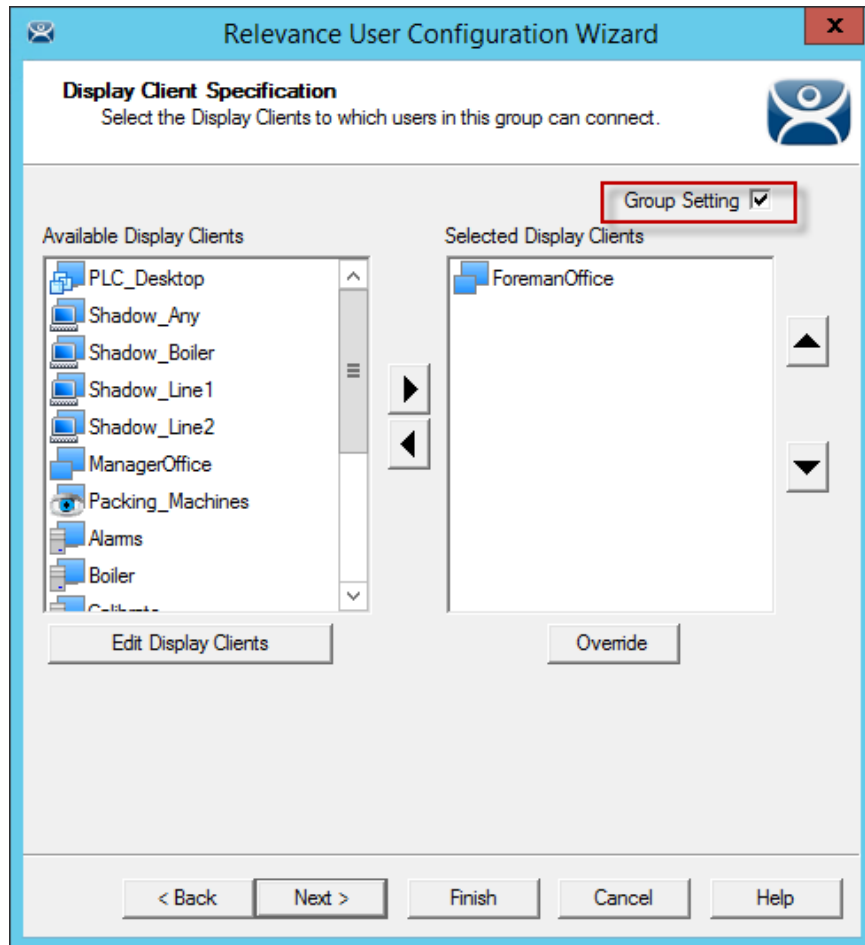 Relevance User Configuration Wizard
x
Display Client Specification
Select the Display Clients to which users in this group can connect.
Group Setting
Available Display Clients
Selected Display Clients
PLC_Desktop
Shadow_Any
Shadow_Boiler
Shadow_Line1
Shadow_Line2
ManagerOffice
Packing_Machines
Alarms
Boiler
ForemanOffice
Edit Display Clients
Override
< Back
Next >
Finish
Cancel
Help